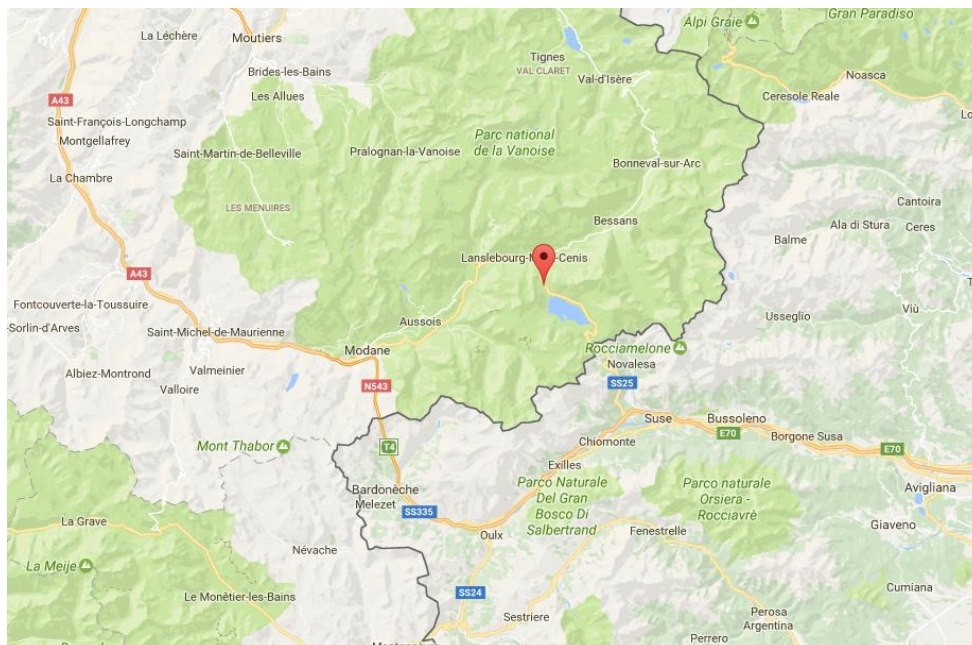 Alpi Graie
Gran Paradiso
La Léchère
Moutiers
Tignes
VAL CLARET
Val-d'Isère
Noasca
Brides-les-Bains
Les Allues
Ceresole Reale
A43
Saint-François-Longchamp
Montgellafrey
Parc national
de la Vanoise
Saint-Martin-de-Belleville
Pralognan-la-Vanoise
Bonneval-sur-Arc
La Chambre
Cantoira
LES MENUIRES
Bessans
Ala di Stura
Ceres
Balme
Lanslebourg-M
-Cenis
A43
Fontcouverte-la-Toussuire
Viù
Usseglio
-Sorlin-d'Arves
Saint-Michel-de-Maurienne
Aussois
Modane
Rocciamelone
Novalesa
Albiez-Montrond
Valmeinier
Valloire
N543
SS25
Suse
Bussoleno
E70
Borgone Susa
E70
Mont Thabor
T4
Chiomonte
Exilles
Bardonèche
Melezet
Parco Naturale
Del Gran
Bosco Di
Salbertrand
Parco naturale
Orsiera -
Rocciavrè
Avigliana
SS335
La Grave
Oulx
Fenestrelle
Giaveno
Névache
La Meije
Le Monêtier-les-Bains
SS24
Cumiana
Sestriere
Perosa
Argentina
Perrero